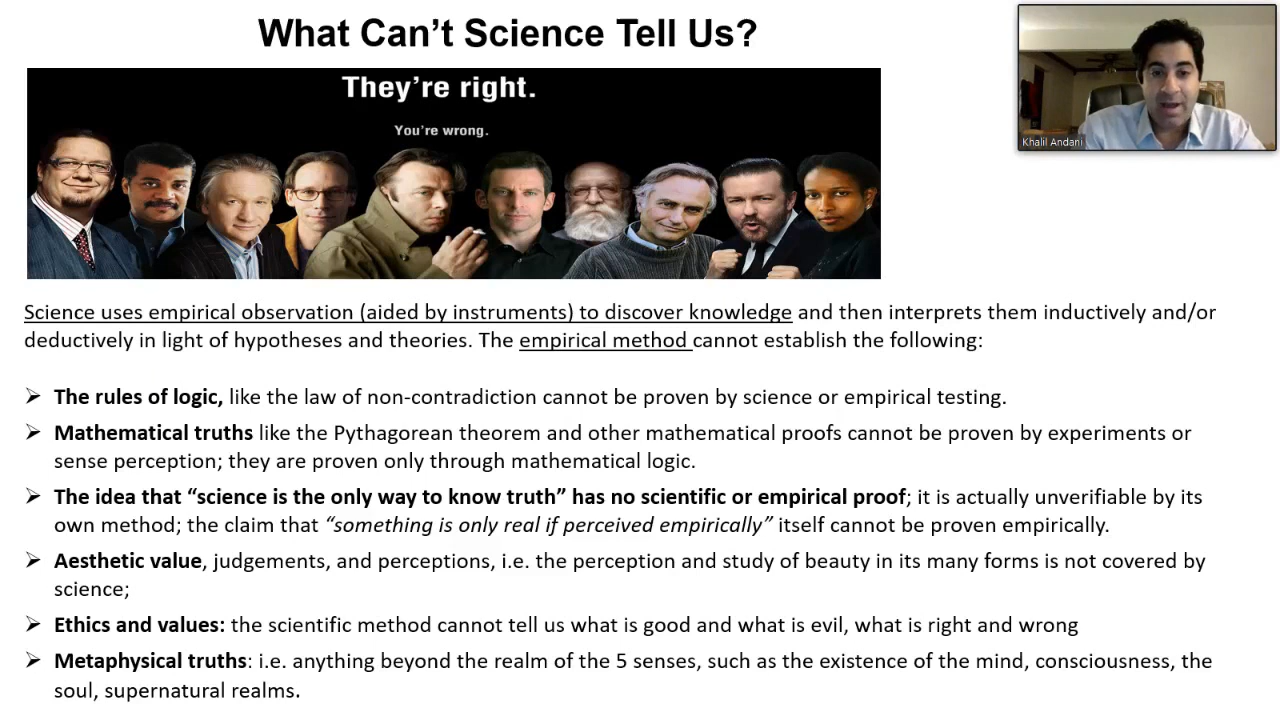 What Can't Science Tell Us?
They're right.
You're wrong.
Khalil Andani
Science uses empirical observation (aided by instruments) to discover knowledge and then interprets them inductively and/or
deductively in light of hypotheses and theories. The empirical method cannot establish the following:
➢ The rules of logic, like the law of non-contradiction cannot be proven by science or empirical testing.
➢ Mathematical truths like the Pythagorean theorem and other mathematical proofs cannot be proven by experiments or
sense perception; they are proven only through mathematical logic.
➢ The idea that “science is the only way to know truth” has no scientific or empirical proof; it is actually unverifiable by its
own method; the claim that “something is only real if perceived empirically” itself cannot be proven empirically.
➢ Aesthetic value, judgements, and perceptions, i.e. the perception and study of beauty in its many forms is not covered by
science;
➢ Ethics and values: the scientific method cannot tell us what is good and what is evil, what is right and wrong
➢ Metaphysical truths: i.e. anything beyond the realm of the 5 senses, such as the existence of the mind, consciousness, the
soul, supernatural realms.